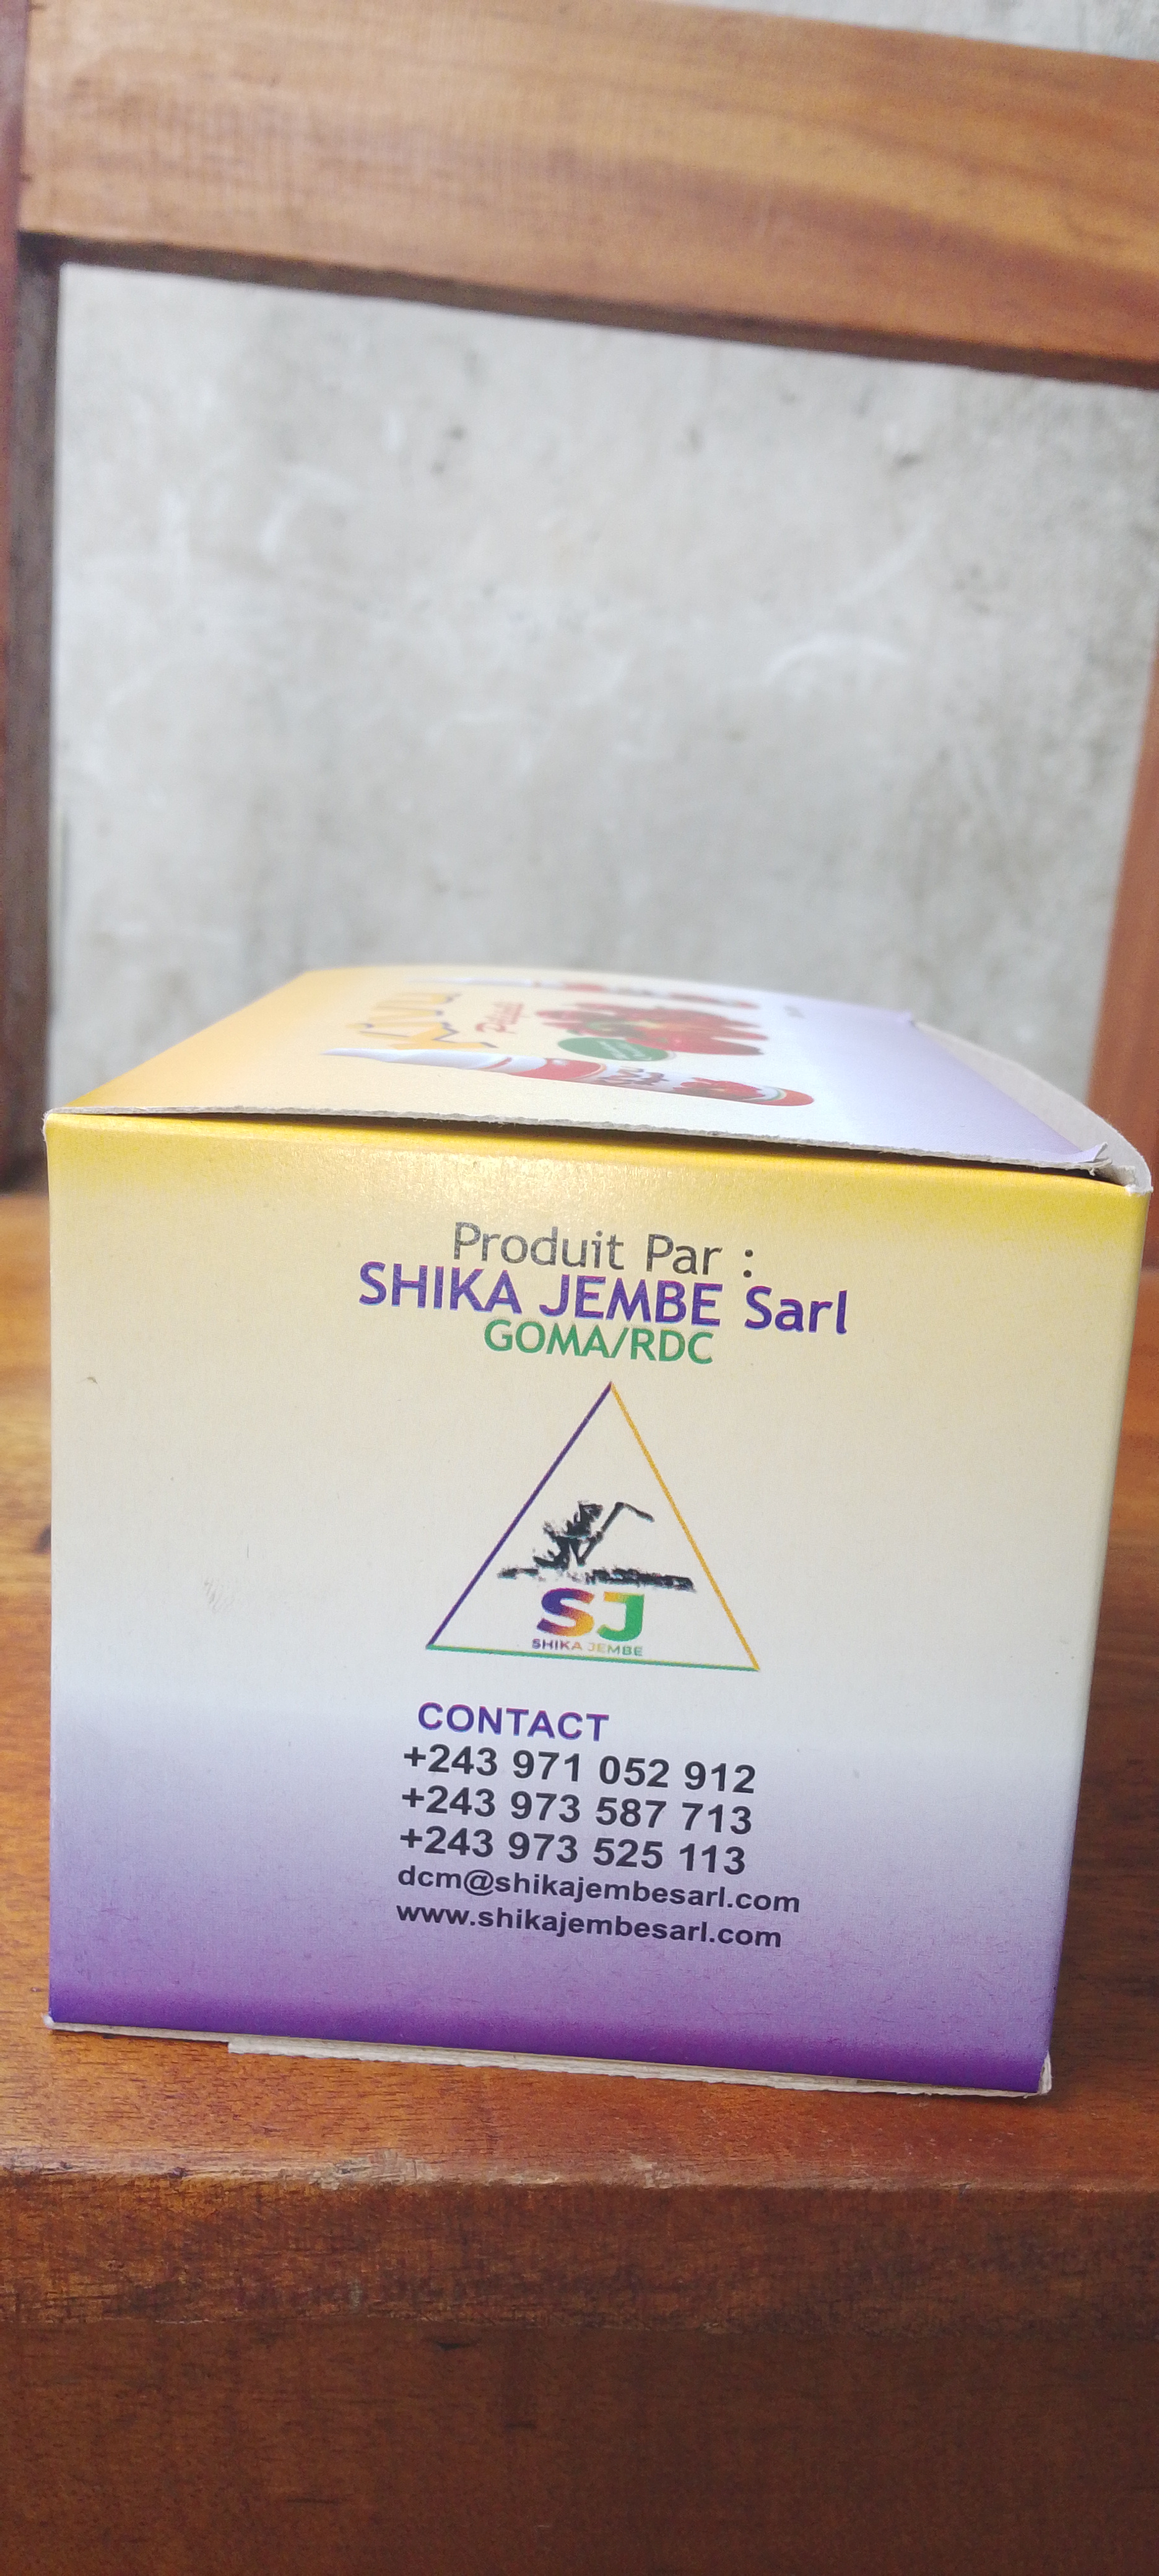 Produit Par :
SHIKA JEMBE Sarl
GOMA/RDC
SJ
SHIKA JEMBE
CONTACT
+243 971 052 912
+243 973 587 713
+243 973 525 113
dcm@shikajembesarl.com
www.shikajembesarl.com